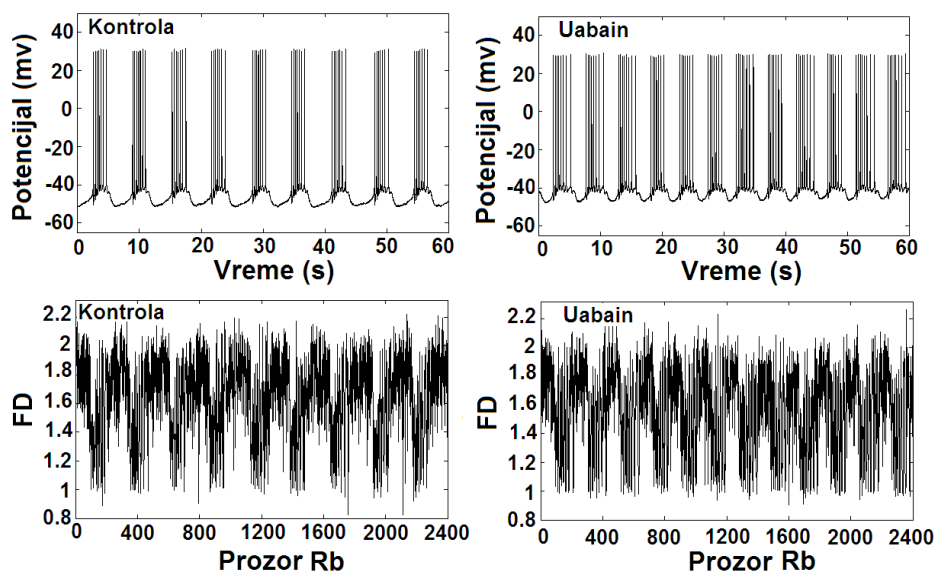 Kontrola
Potencijal (mv)
40
20
0
-20
-40
-60
0 10 20 30 40 50 60
Vreme (s)
Uabain
Potencijal (mv)
40
20
0
-20
-40
-60
0 10 20 30 40 50 60
Vreme (s)
Kontrola
FD
2.2
2
1.8
1.6
1.4
1.2
1
0.8
0 400 800 1200 1600 2000 2400
Prozor Rb
Uabain
FD
2.2
2
1.8
1.6
1.4
1.2
1
0.8
0 400 800 1200 1600 2000 2400
Prozor Rb